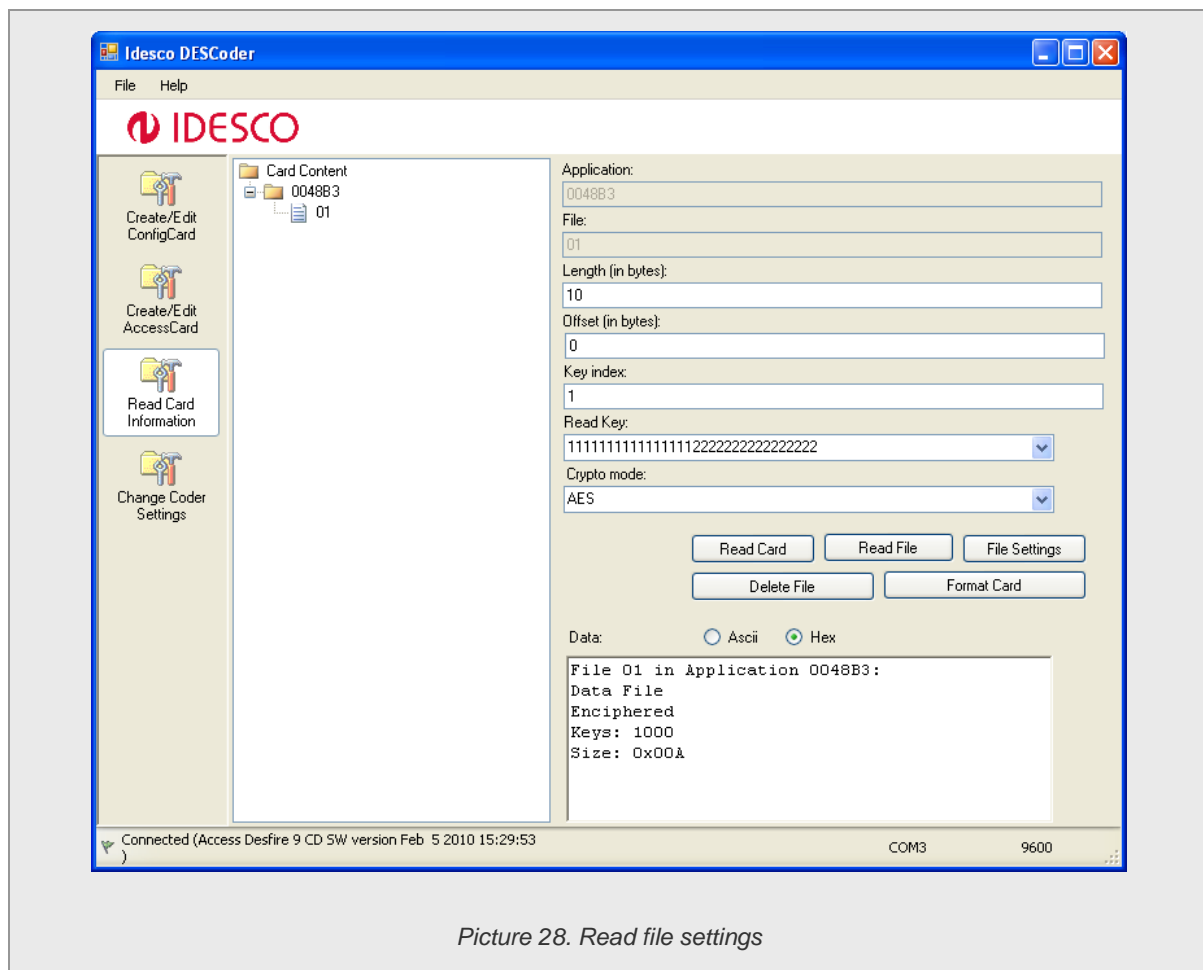 Idesco DESCoder
File Help
IDESCO
Create/Edit
ConfigCard
Create/Edit
AccessCard
Read Card
Information
Change Coder
Settings
Card Content
0048B3
01
Application:
0048B3
File:
01
Length (in bytes):
10
Offset (in bytes):
0
Key index:
1
Read Key:
11111111111111112222222222222222
Crypto mode:
AES
Read Card Read File File Settings
Delete File Format Card
Data: Ascii Hex
File 01 in Application 0048B3:
Data File
Enciphered
Keys: 1000
Size: 0x00A
Connected (Access Desfire 9 CD SW version Feb 5 2010 15:29:53
) COM3 9600
Picture 28. Read file settings